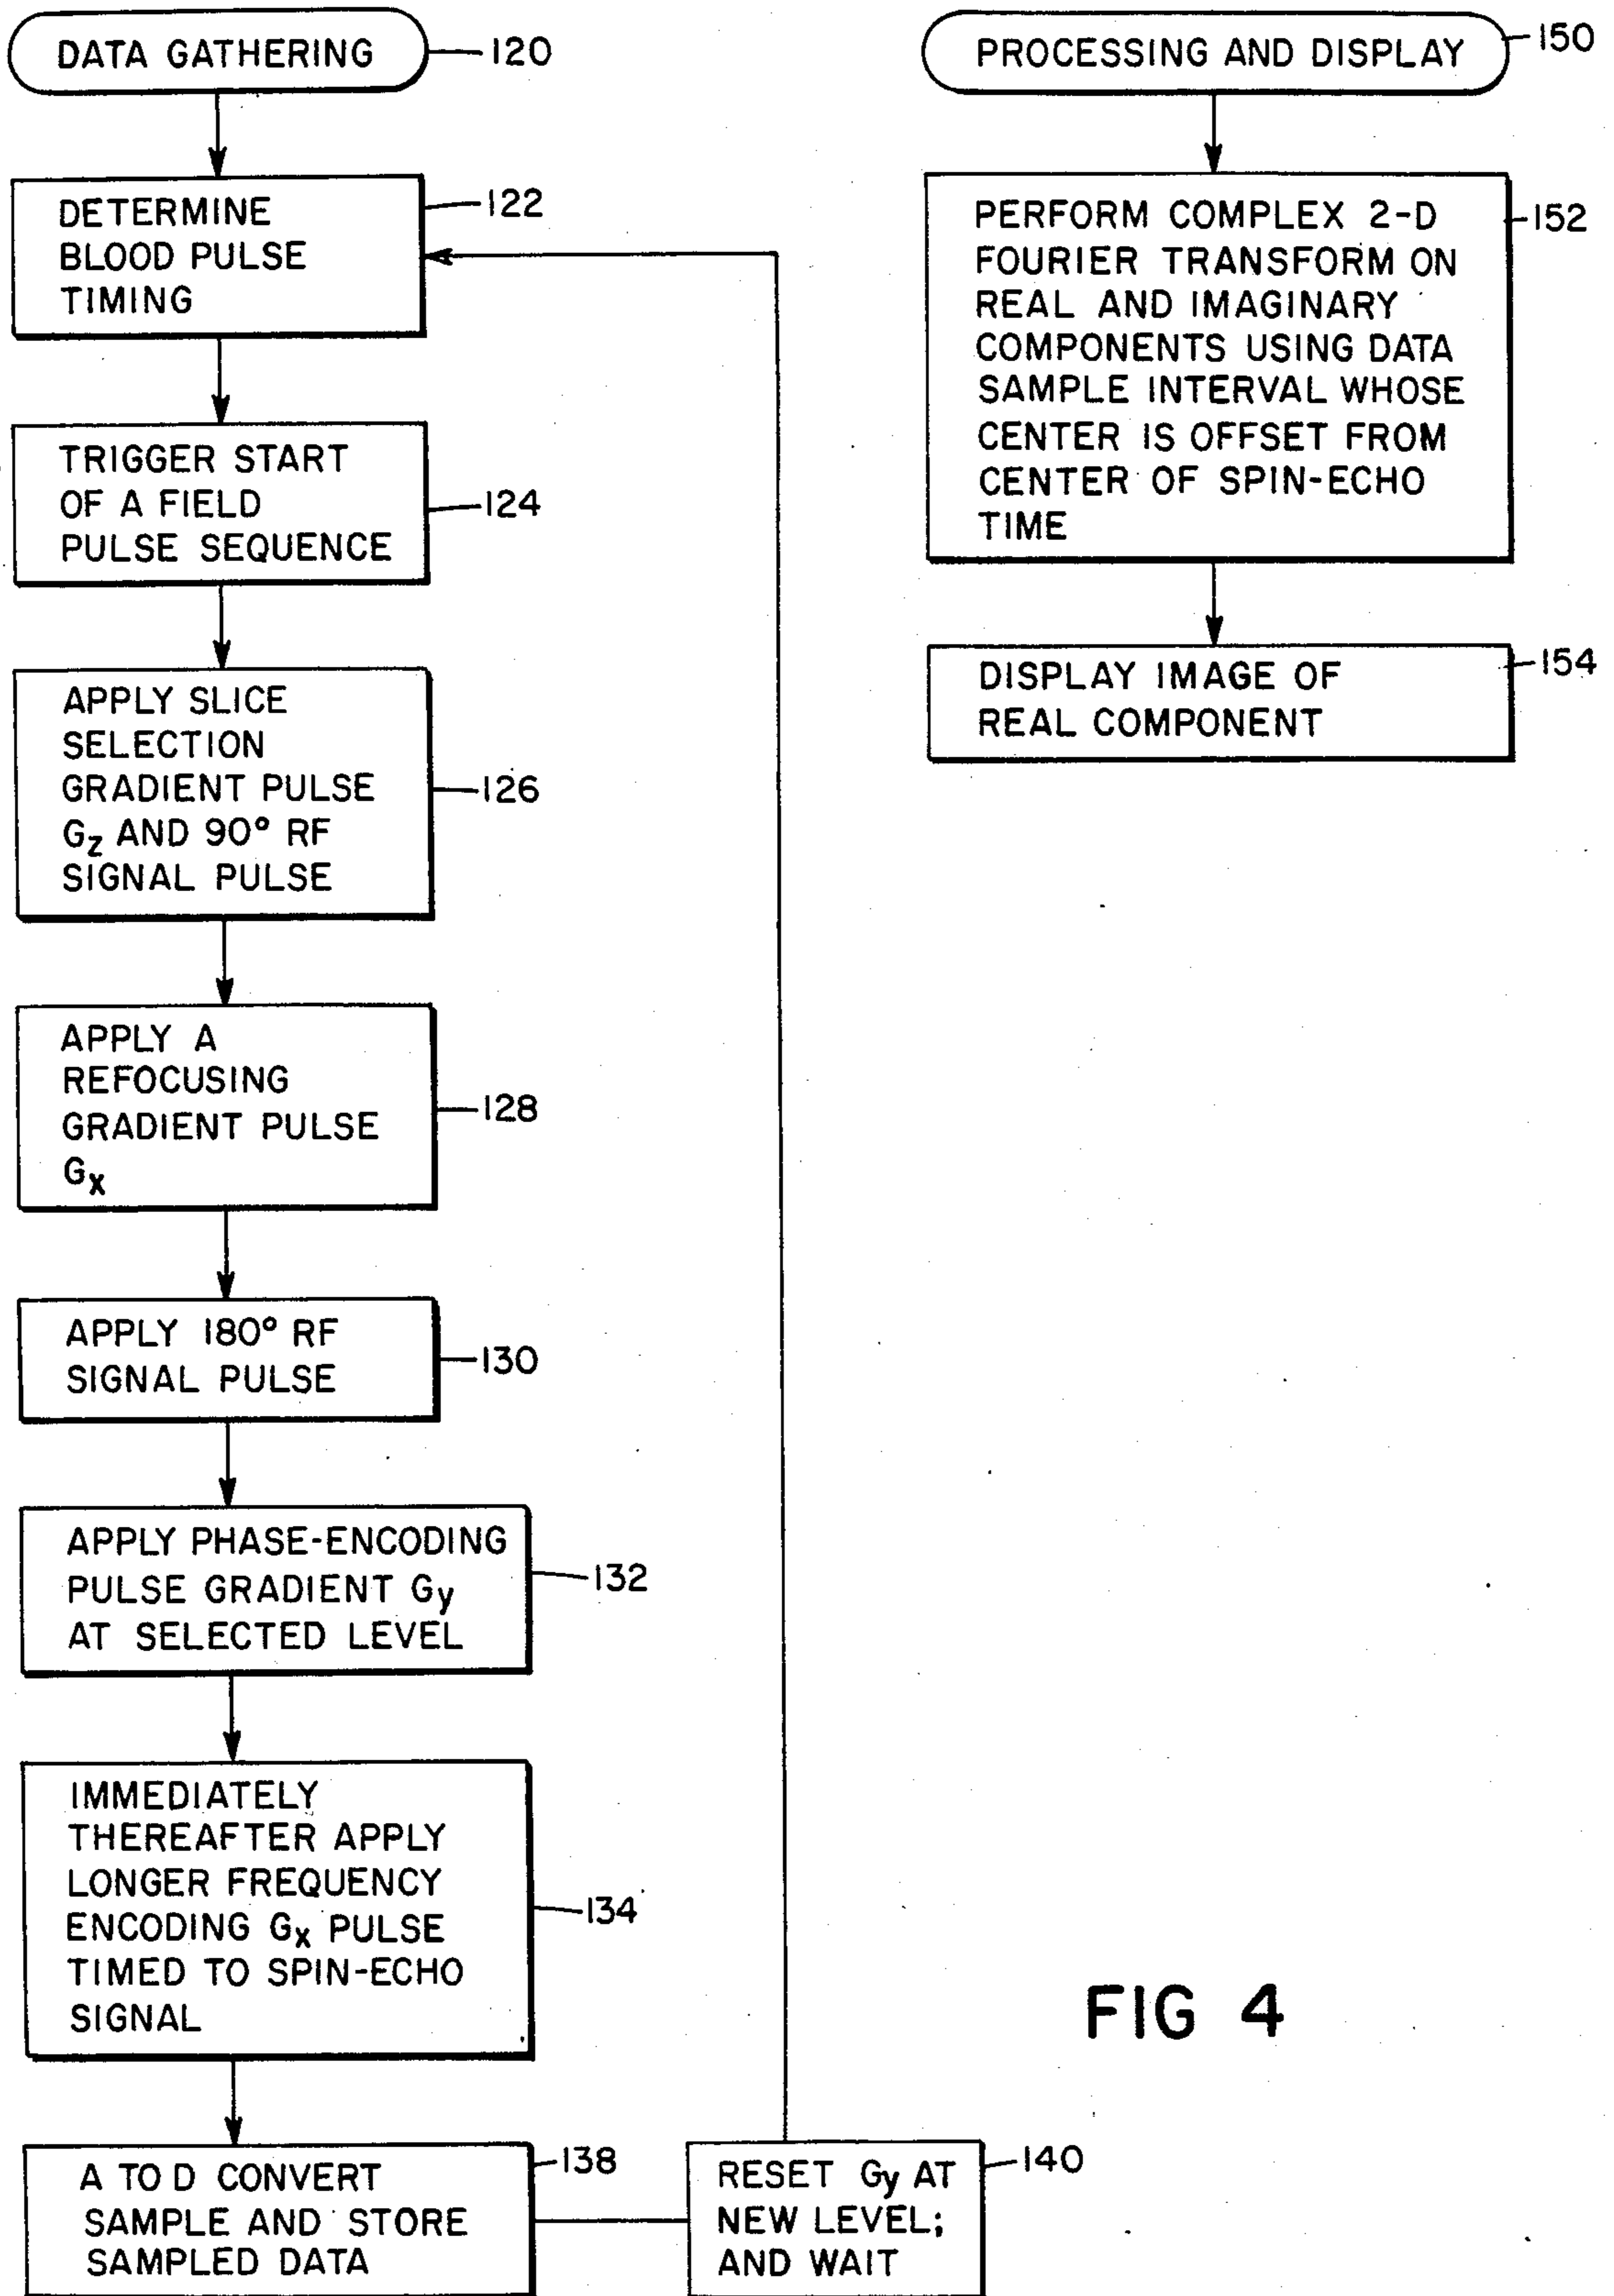 DATA GATHERING
120
DETERMINE
BLOOD PULSE
TIMING
122
TRIGGER START
OF A FIELD
PULSE SEQUENCE
124
APPLY SLICE
SELECTION
GRADIENT PULSE
Gz AND 90° RF
SIGNAL PULSE
126
APPLY A
REFOCUSING
GRADIENT PULSE
Gx
128
APPLY 180° RF
SIGNAL PULSE
130
APPLY PHASE-ENCODING
PULSE GRADIENT Gy
AT SELECTED LEVEL
132
IMMEDIATELY
THEREAFTER APPLY
LONGER FREQUENCY
ENCODING Gx PULSE
TIMED TO SPIN-ECHO
SIGNAL
134
A TO D CONVERT
SAMPLE AND STORE
SAMPLED DATA
138
RESET Gy AT
NEW LEVEL;
AND WAIT
140
PROCESSING AND DISPLAY
150
PERFORM COMPLEX 2-D
FOURIER TRANSFORM ON
REAL AND IMAGINARY
COMPONENTS USING DATA
SAMPLE INTERVAL WHOSE
CENTER IS OFFSET FROM
CENTER OF SPIN-ECHO
TIME
152
DISPLAY IMAGE OF
REAL COMPONENT
154
FIG 4